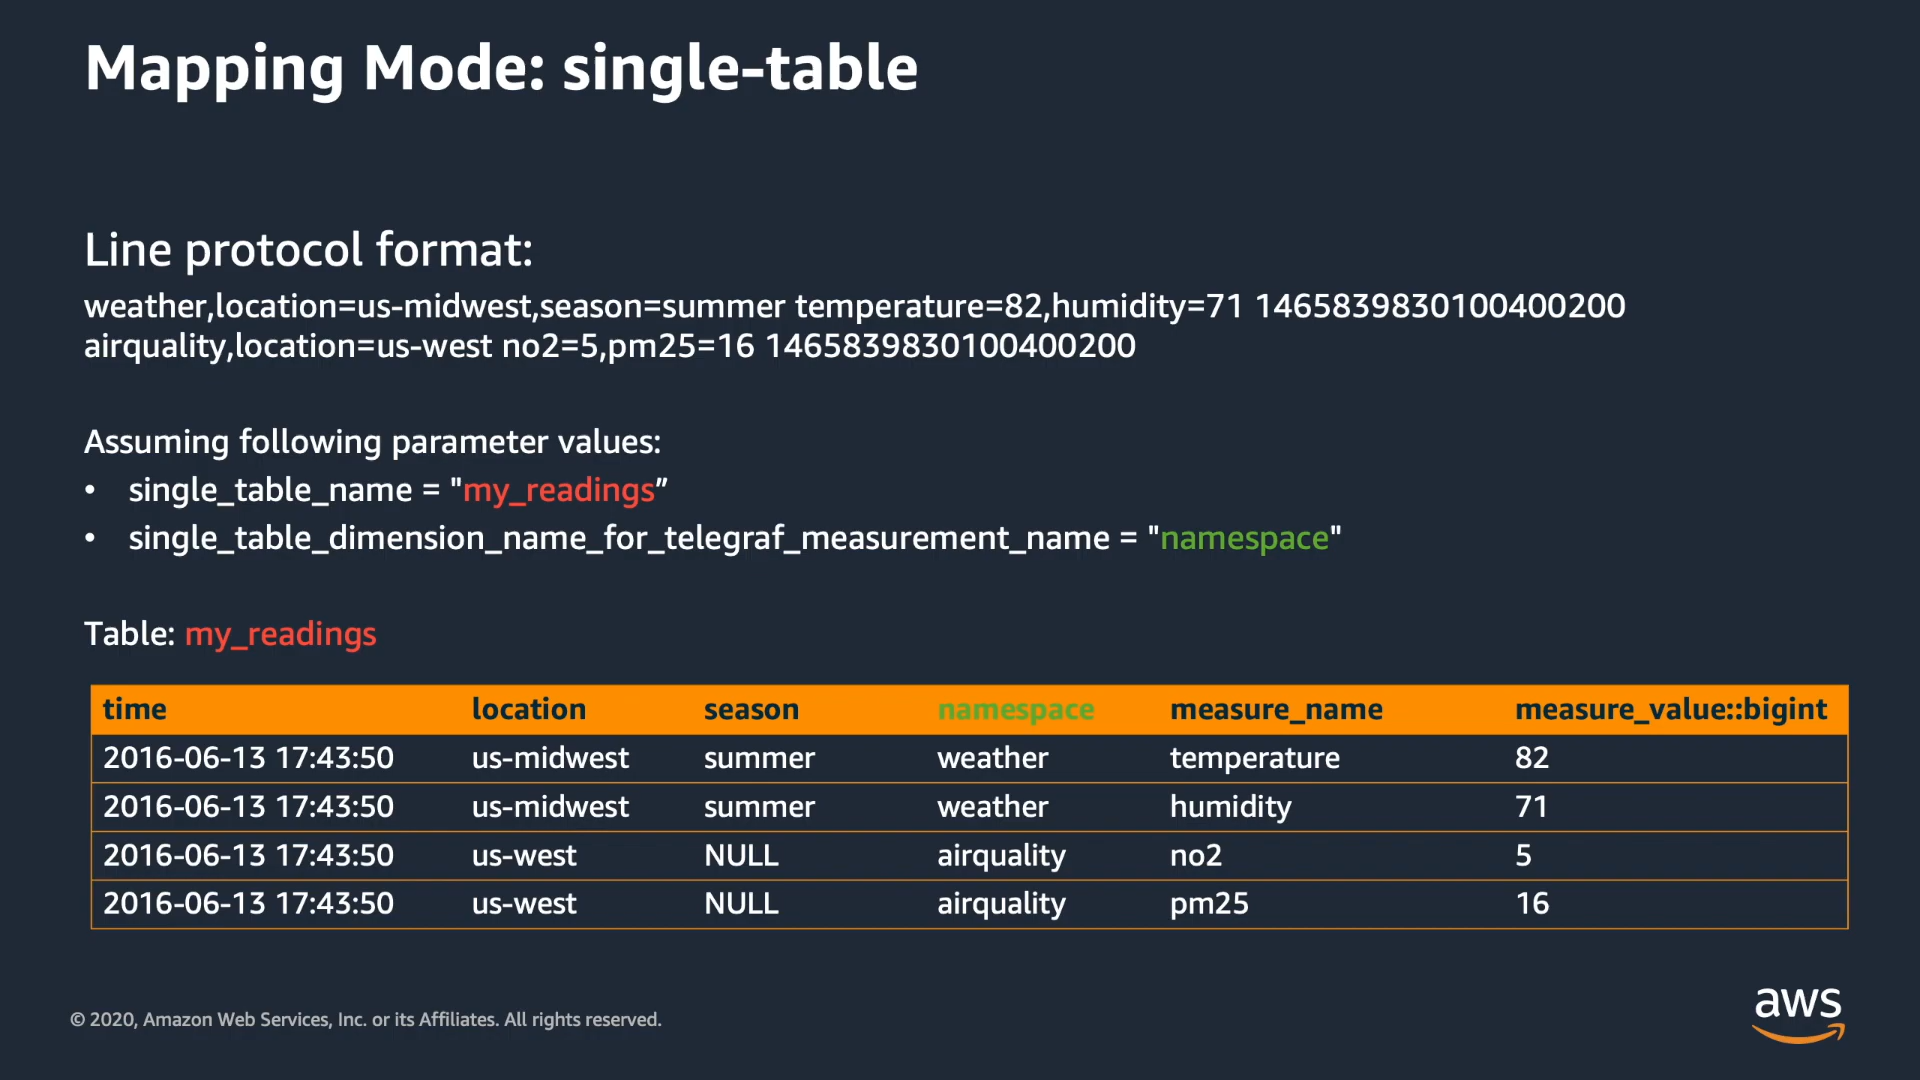 Mapping Mode: single-table
Line protocol format:
weather,location=us-midwest,season=summer temperature=82,humidity=71 1465839830100400200
airquality,location=us-west no2=5,pm25=16 1465839830100400200
Assuming following parameter values:
• single_table_name = "my_readings”
• single_table_dimension_name_for_telegraf_measurement_name = "namespace"
Table: my_readings
time location season namespace measure_name measure_value::bigint
2016-06-13 17:43:50 us-midwest summer weather temperature 82
2016-06-13 17:43:50 us-midwest summer weather humidity 71
2016-06-13 17:43:50 us-west NULL airquality no2 5
2016-06-13 17:43:50 us-west NULL airquality pm25 16
© 2020, Amazon Web Services, Inc. or its Affiliates. All rights reserved.
aws